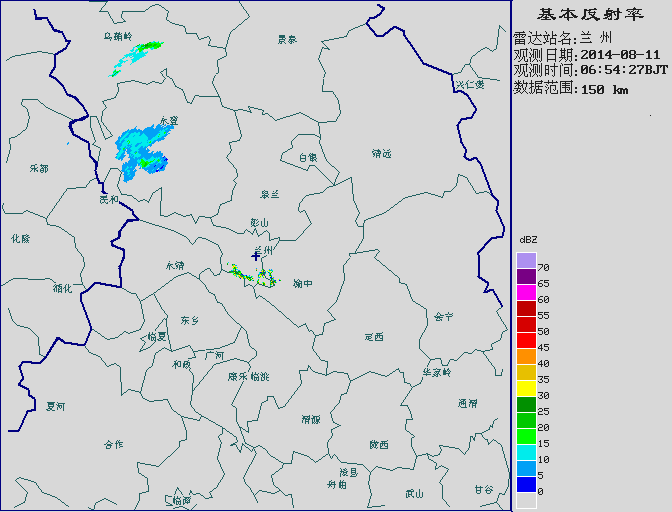 基本反射率
雷达站名:兰 州
观测日期:2014-08-11
观测时间:06:54:27BJT
数据范围:150 km
乌鞘岭
景泰
兴仁堡
永登
白银
靖远
乐都
民和
皋兰
化隆
兰州
永靖
榆中
东乡
会宁
临夏
定西
和政
广河
康乐
临洮
华家岭
夏河
渭源
通渭
合作
陇西
漳县
岷县
武山
甘谷
临潭
dBZ
70
65
60
55
50
45
40
35
30
25
20
15
10
5
0